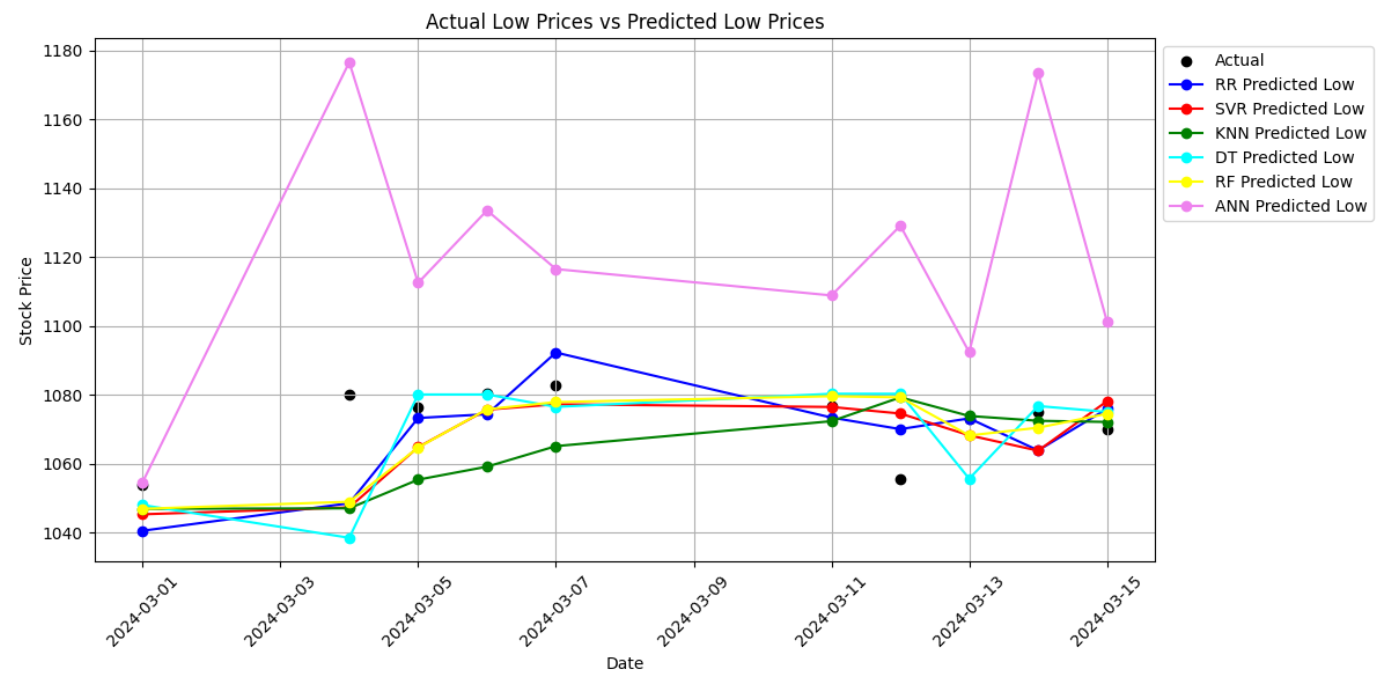 Actual Low Prices vs Predicted Low Prices
1180
1160
1140
1120
1100
1080
1060
1040
Stock Price
2024-03-01
2024-03-03
2024-03-05
2024-03-07
2024-03-09
2024-03-11
2024-03-13
2024-03-15
Date
Actual
RR Predicted Low
SVR Predicted Low
KNN Predicted Low
DT Predicted Low
RF Predicted Low
ANN Predicted Low